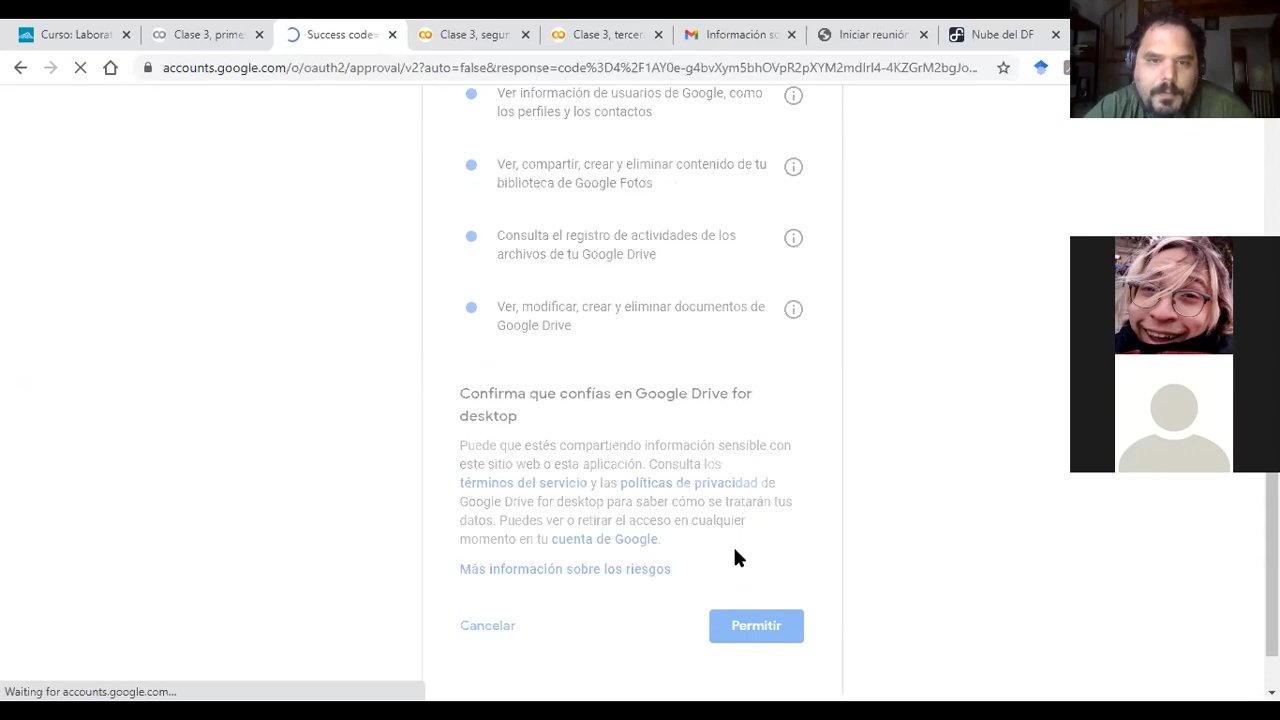 Curso: Labora
Clase 3, prime
Success code=
Clase 3, segur
Clase 3, tercer
Información sc
Iniciar reunión
Nube del DF
accounts.google.com/o/oauth2/approval/v2?auto=false&response=code%3D4%2F1AY0e-g4bvXym5bhOVpR2pXYM2mdIrI4-4KZGrM2bgJo...
Ver información de usuarios de Google, como
los perfiles y los contactos
Ver, compartir, crear y eliminar contenido de tu
biblioteca de Google Fotos
Consulta el registro de actividades de los
archivos de tu Google Drive
Ver, modificar, crear y eliminar documentos de
Google Drive
Confirma que confías en Google Drive for
desktop
Puede que estés compartiendo información sensible con
este sitio web o esta aplicación. Consulta los
términos del servicio y las políticas de privacidad de
Google Drive for desktop para saber cómo se tratarán tus
datos. Puedes ver o retirar el acceso en cualquier
momento en tu cuenta de Google.
Más información sobre los riesgos
Cancelar
Permitir
Waiting for accounts.google.com...